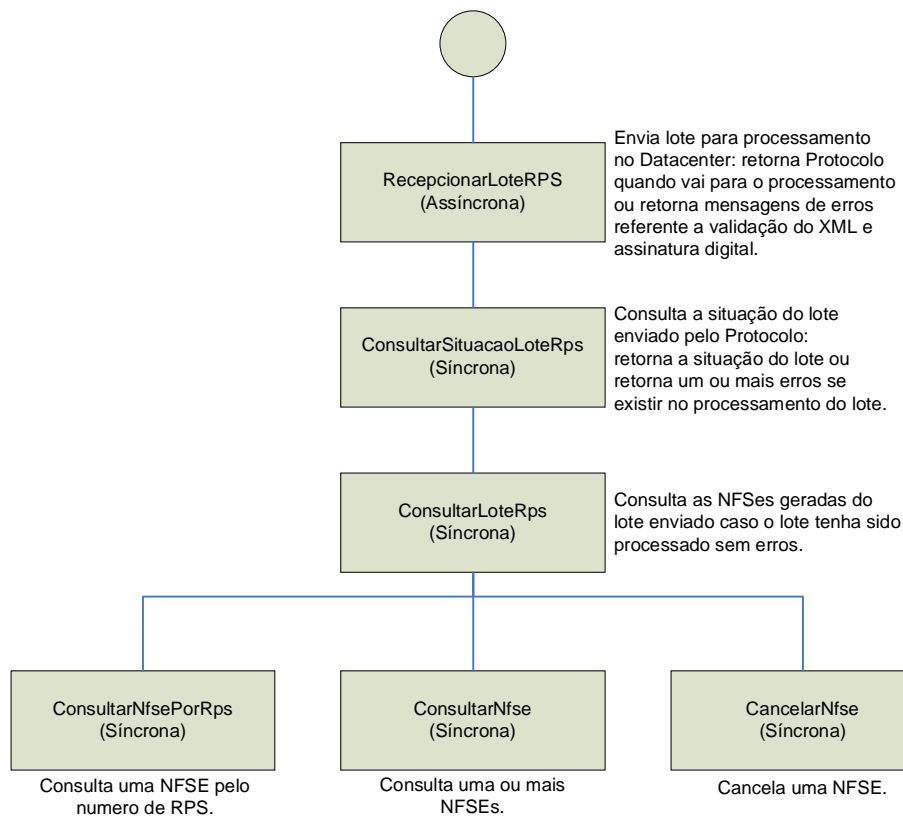 RecepcionarLoteRPS
(Assíncrona)
Envia lote para processamento
no Datacenter: retorna Protocolo
quando vai para o processamento
ou retorna mensagens de erros
referente a validação do XML e
assinatura digital.
ConsultarSituacaoLoteRps
(Síncrona)
Consulta a situação do lote
enviado pelo Protocolo:
retorna a situação do lote ou
retorna um ou mais erros se
existir no processamento do lote.
ConsultarLoteRps
(Síncrona)
Consulta as NFSes geradas do
lote enviado caso o lote tenha sido
processado sem erros.
ConsultarNfsePorRps
(Síncrona)
Consulta uma NFSE pelo
numero de RPS.
ConsultarNfse
(Síncrona)
Consulta uma ou mais
NFSEs.
CancelarNfse
(Síncrona)
Cancela uma NFSE.